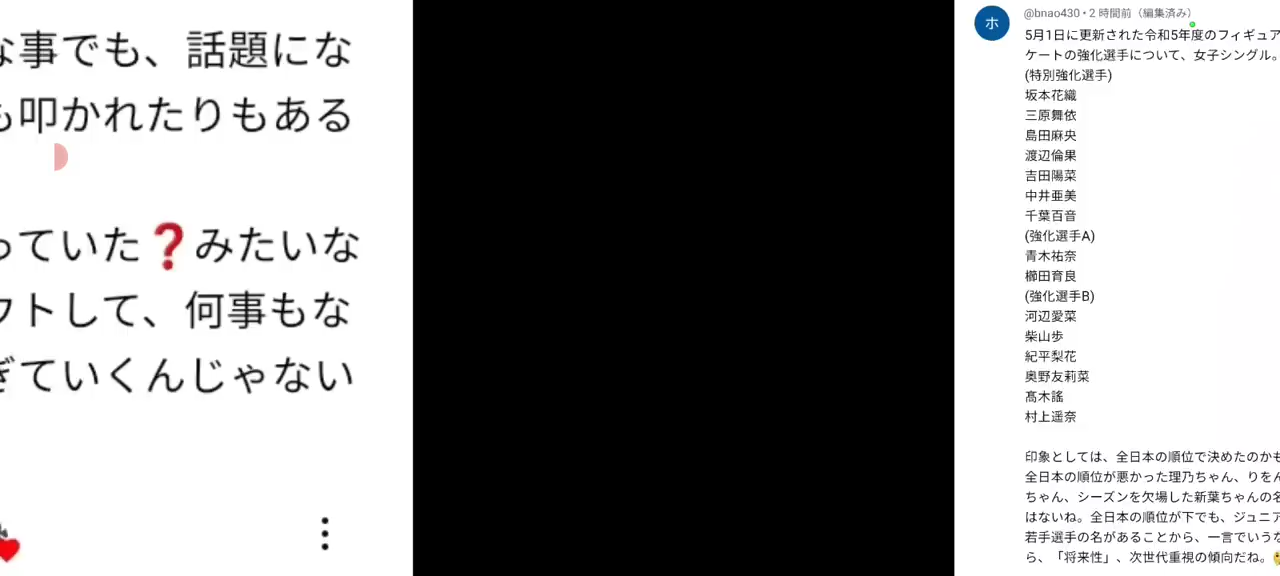 な事でも、話題にな
も叩かれたりもある
っていた❓みたいな
ウトして、何事もな
ぎていくんじゃない
ホ
@bnao430・2 時間前（編集済み）
5月1日に更新された令和5年度のフィギュア
ケートの強化選手について、女子シングル。
(特別強化選手)
坂本花織
三原舞依
島田麻央
渡辺倫果
吉田陽菜
中井亜美
千葉百音
(強化選手A)
青木祐奈
櫛田育良
(強化選手B)
河辺愛菜
柴山歩
紀平梨花
奥野友莉菜
髙木謠
村上遥奈
印象としては、全日本の順位で決めたのかも
全日本の順位が悪かった理乃ちゃん、りをん
ちゃん、シーズンを欠場した新葉ちゃんの名
はないね。全日本の順位が下でも、ジュニア
若手選手の名があることから、一言でいうな
ら、「将来性」、次世代重視の傾向だね。